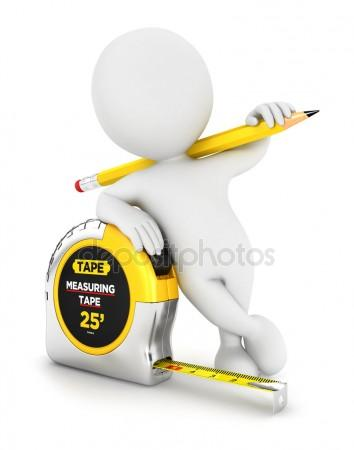 TAPE
MEASURING
TAPE
25'
depositphotos